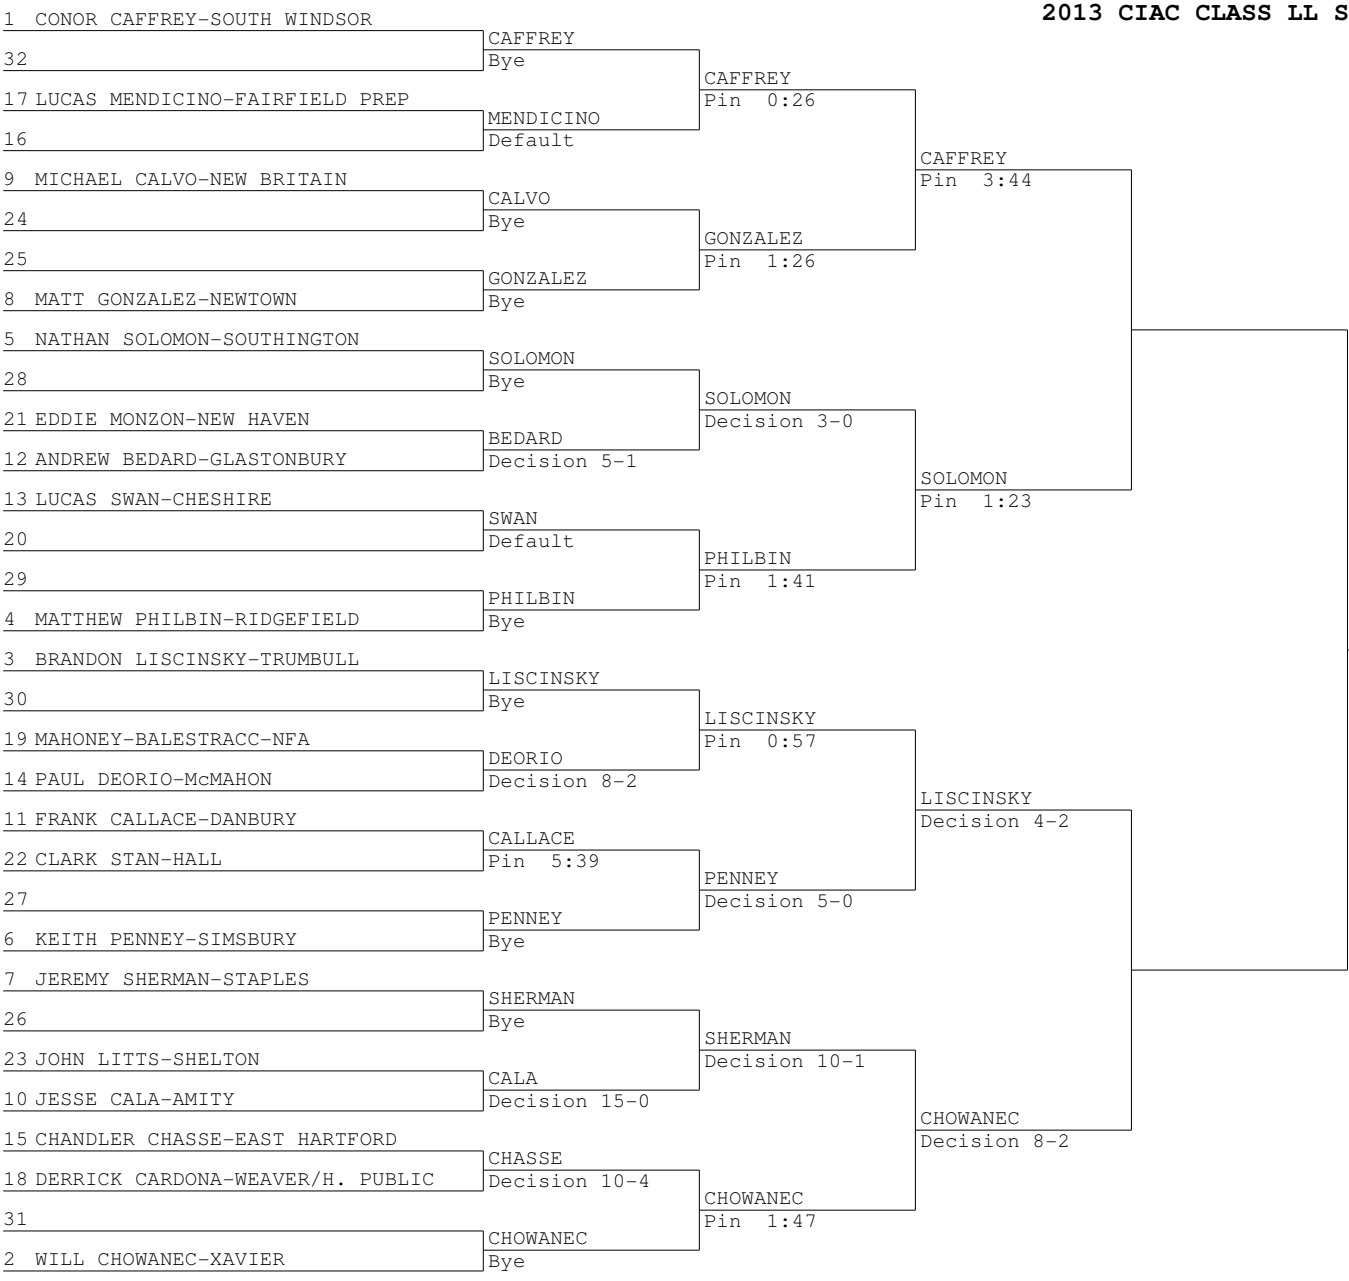 2013 CIAC CLASS LL S
1 CONOR CAFFREY-SOUTH WINDSOR
32
17 LUCAS MENDICINO-FAIRFIELD PREP
16
9 MICHAEL CALVO-NEW BRITAIN
24
25
8 MATT GONZALEZ-NEWTOWN
5 NATHAN SOLOMON-SOUTHINGTON
28
21 EDDIE MONZON-NEW HAVEN
12 ANDREW BEDARD-GLASTONBURY
13 LUCAS SWAN-CHESHIRE
20
29
4 MATTHEW PHILBIN-RIDGEFIELD
3 BRANDON LISCINSKY-TRUMBULL
30
19 MAHONEY-BALESTRACC-NFA
14 PAUL DEORIO-McMAHON
11 FRANK CALLACE-DANBURY
22 CLARK STAN-HALL
27
6 KEITH PENNEY-SIMSBURY
7 JEREMY SHERMAN-STAPLES
26
23 JOHN LITTS-SHELTON
10 JESSE CALA-AMITY
15 CHANDLER CHASSE-EAST HARTFORD
18 DERRICK CARDONA-WEAVER/H. PUBLIC
31
2 WILL CHOWANEC-XAVIER
CAFFREY
Bye
MENDICINO
Default
CALVO
Bye
GONZALEZ
Bye
SOLOMON
Bye
BEDARD
Decision 5-1
SWAN
Default
PHILBIN
Bye
LISCINSKY
Bye
DEORIO
Decision 8-2
CALLACE
Pin 5:39
PENNEY
Bye
SHERMAN
Bye
CALA
Decision 15-0
CHASSE
Decision 10-4
CHOWANEC
Bye
CAFFREY
Pin 0:26
GONZALEZ
Pin 1:26
SOLOMON
Decision 3-0
PHILBIN
Pin 1:41
LISCINSKY
Pin 0:57
PENNEY
Decision 5-0
SHERMAN
Decision 10-1
CHOWANEC
Pin 1:47
CAFFREY
Pin 3:44
SOLOMON
Pin 1:23
LISCINSKY
Decision 4-2
CHOWANEC
Decision 8-2